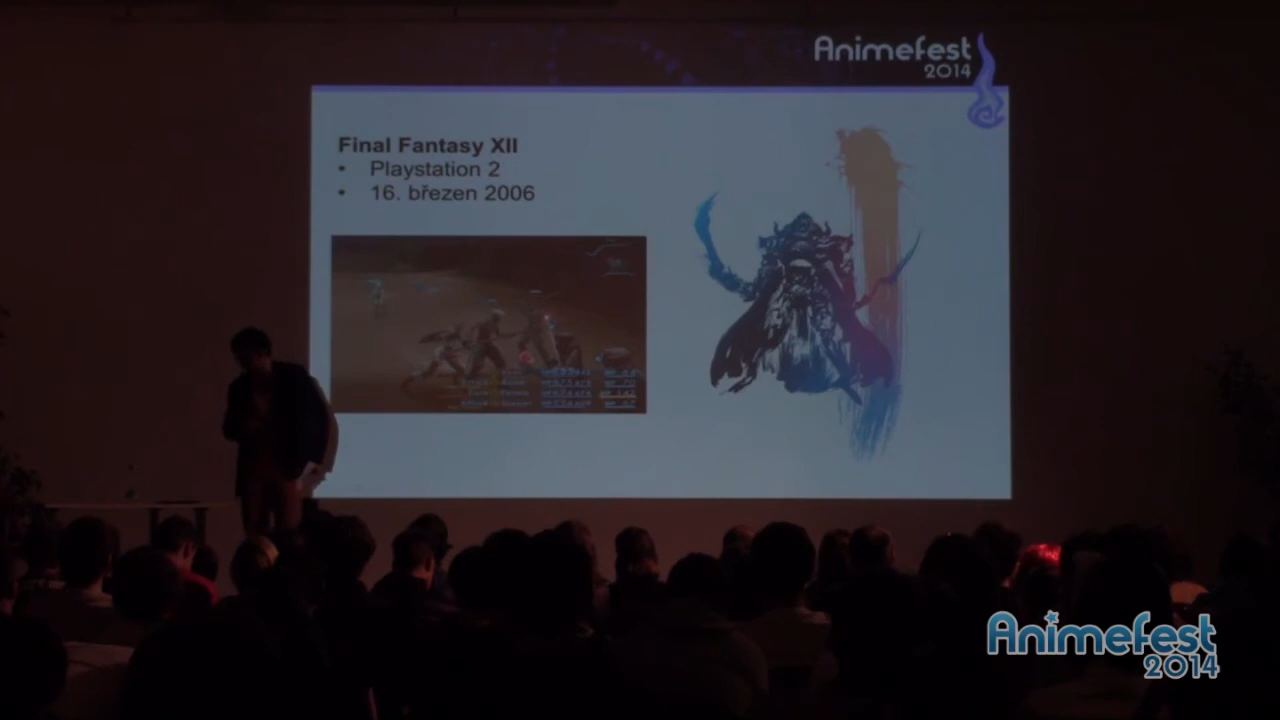 Animefest
2014
Final Fantasy XII
• Playstation 2
• 16. březen 2006
Animefest
2014